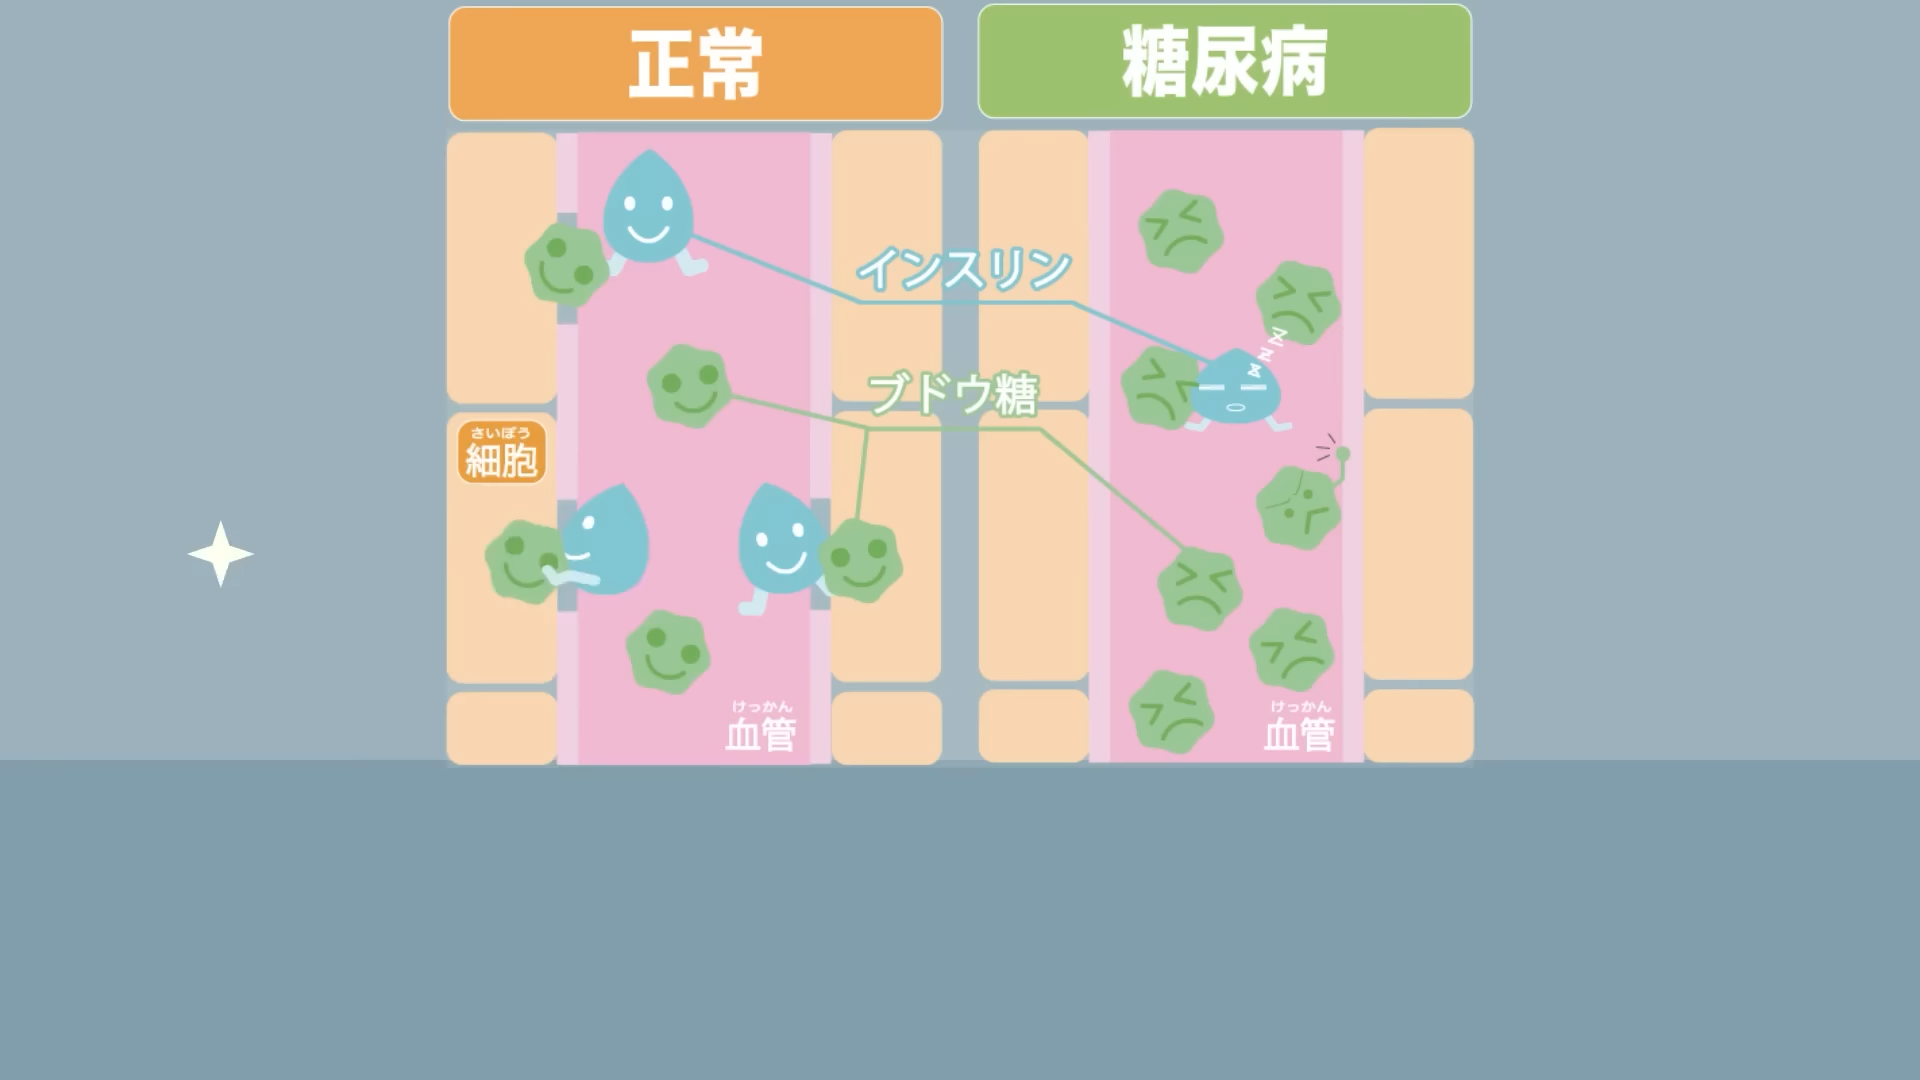 正常
糖尿病
インスリン
ブドウ糖
さいぼう
細胞
zzz
けっかん
血管
けっかん
血管